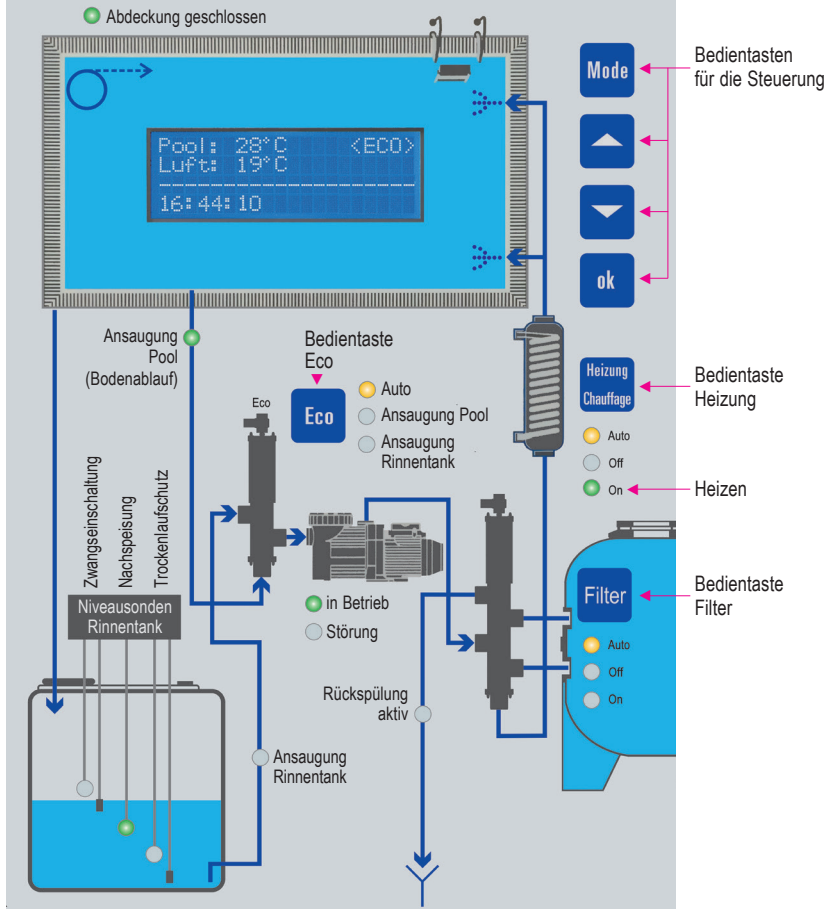 Abdeckung geschlossen
Pool: 28°C <ECO>
Luft: 19°C
16:44:10
Mode
ok
Bedientasten
für die Steuerung
Ansaugung
Pool
(Bodenablauf)
Bedientaste
Eco
Eco
Eco
Auto
Ansaugung Pool
Ansaugung
Rinnentank
Heizung
Chauffage
Bedientaste
Heizung
Auto
Off
On
Heizen
Zwangseinschaltung
Nachspeisung
Trockenlaufschutz
Niveausonden
Rinnentank
in Betrieb
Störung
Filter
Bedientaste
Filter
Auto
Off
On
Rückspülung
aktiv
Ansaugung
Rinnentank